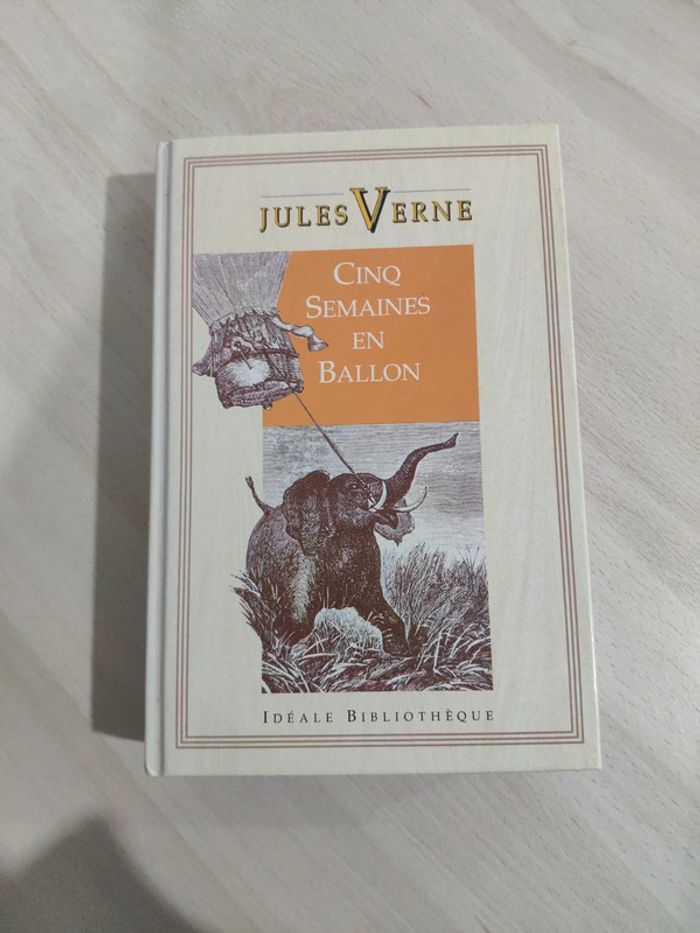 JULES VERNE
CINQ
SEMAINES
EN
BALLON
IDÉALE BIBLIOTHÈQUE